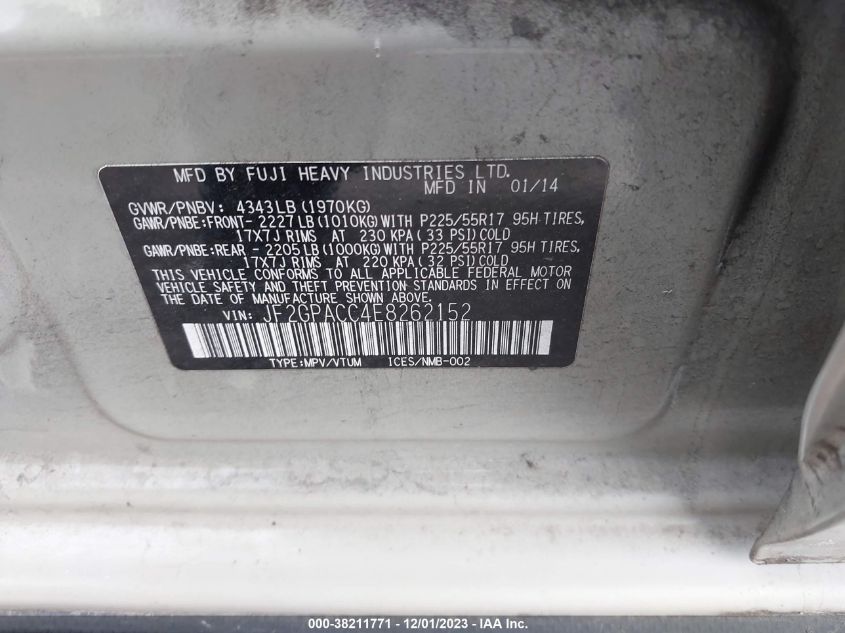 MFD BY FUJI HEAVY INDUSTRIES LTD.
MFD IN 01/14
GVWR/PNBV: 4343LB(1970KG)
GAWR/PNBE:FRONT- 2227LB(1010KG)WITH P225/55R17 95H TIRES,
17X7J RIMS AT 230 KPA(33 PSI)COLD
GAWR/PNBE:REAR - 2205LB(1000KG)WITH P225/55R17 95H TIRES,
17X7J RIMS AT 220 KPA(32 PSI)COLD
THIS VEHICLE CONFORMS TO ALL APPLICABLE FEDERAL MOTOR
VEHICLE SAFETY AND THEFT PREVENTION STANDARDS IN EFFECT ON
THE DATE OF MANUFACTURE SHOWN ABOVE.
VIN: JF2GPACC4E8262152
TYPE:MPV/VTUM ICES/NMB-002
000-38211771 - 12/01/2023 - IAA Inc.